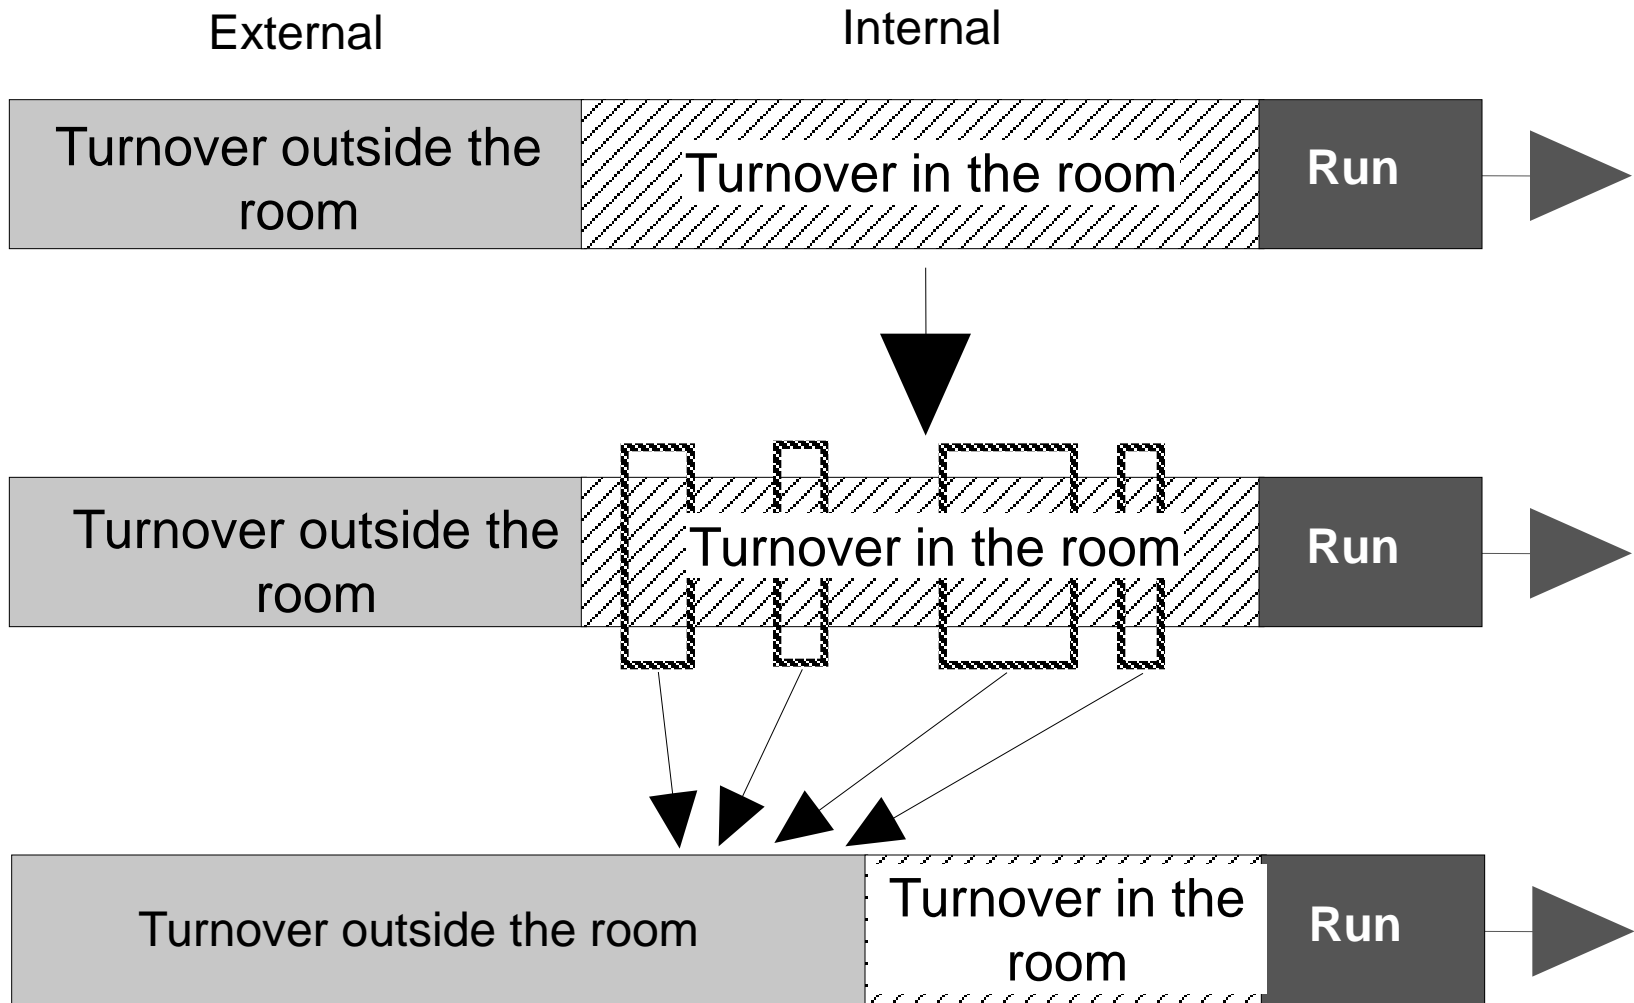 External
Internal
Turnover outside the
room
Turnover in the room
Run
Turnover outside the
room
Turnover in the room
Run
Turnover outside the room
Turnover in the
room
Run